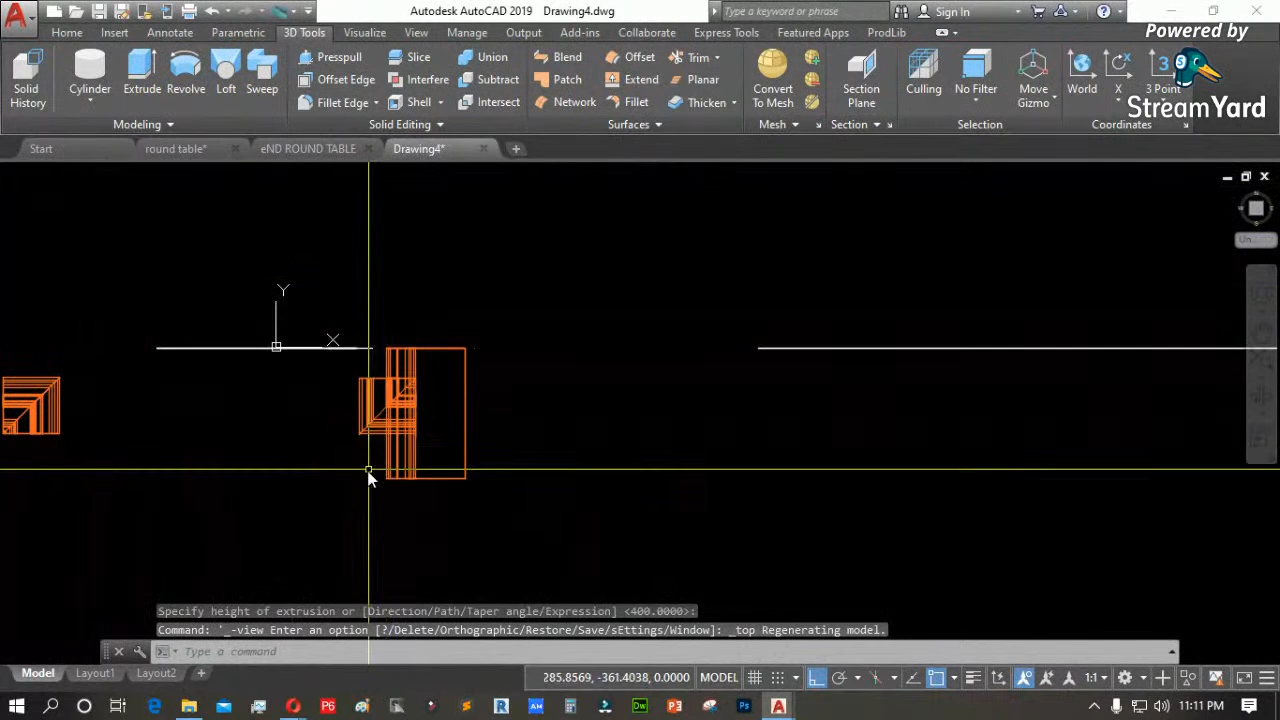 Autodesk AutoCAD 2019 Drawing4.dwg
Type a keyword or phrase
Sign In
Powered by
StreamYard
Home Insert Annotate Parametric 3D Tools Visualize View Manage Output Add-ins Collaborate Express Tools Featured Apps ProdLib
Solid History
Cylinder
Extrude
Revolve
Loft
Sweep
Modeling
Presspull
Offset Edge
Fillet Edge
Slice
Interfere
Shell
Union
Subtract
Intersect
Solid Editing
Blend
Patch
Network
Offset
Extend
Fillet
Trim
Planar
Thicken
Surfaces
Convert To Mesh
Mesh
Section Plane
Section
Culling
No Filter
Move Gizmo
Selection
World
X
3 Point
Coordinates
Start
round table*
eND ROUND TABLE
Drawing4*
Un...
Y
X
Specify height of extrusion or [Direction/Path/Taper angle/Expression] <400.0000>:
Command: '_-view Enter an option [?/Delete/Orthographic/Restore/Save/sEttings/Window]: _top Regenerating model.
Type a command
Model Layout1 Layout2
285.8569, -361.4038, 0.0000 MODEL
1:1
P6
R
AM
Dw
Ps
11:11 PM